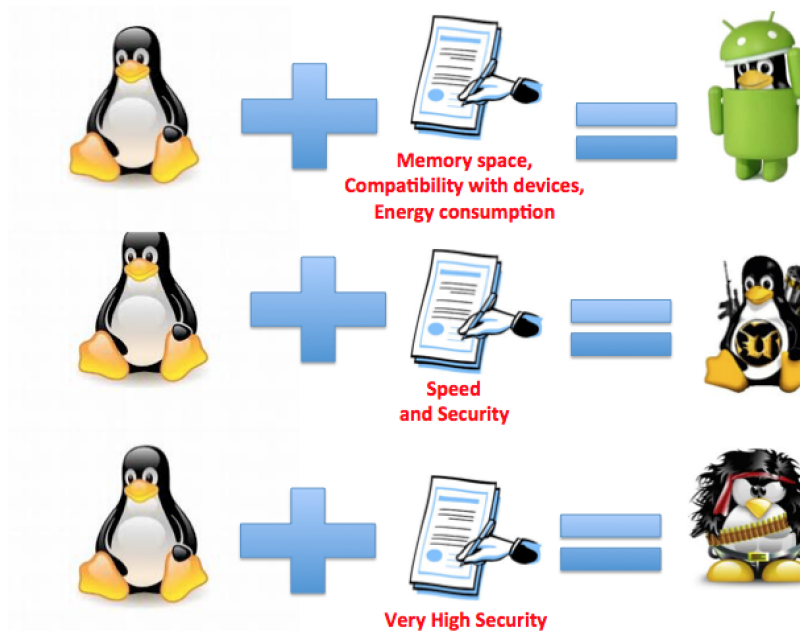 Memory space,
Compatibility with devices,
Energy consumption
U
Speed
and Security
Very High Security